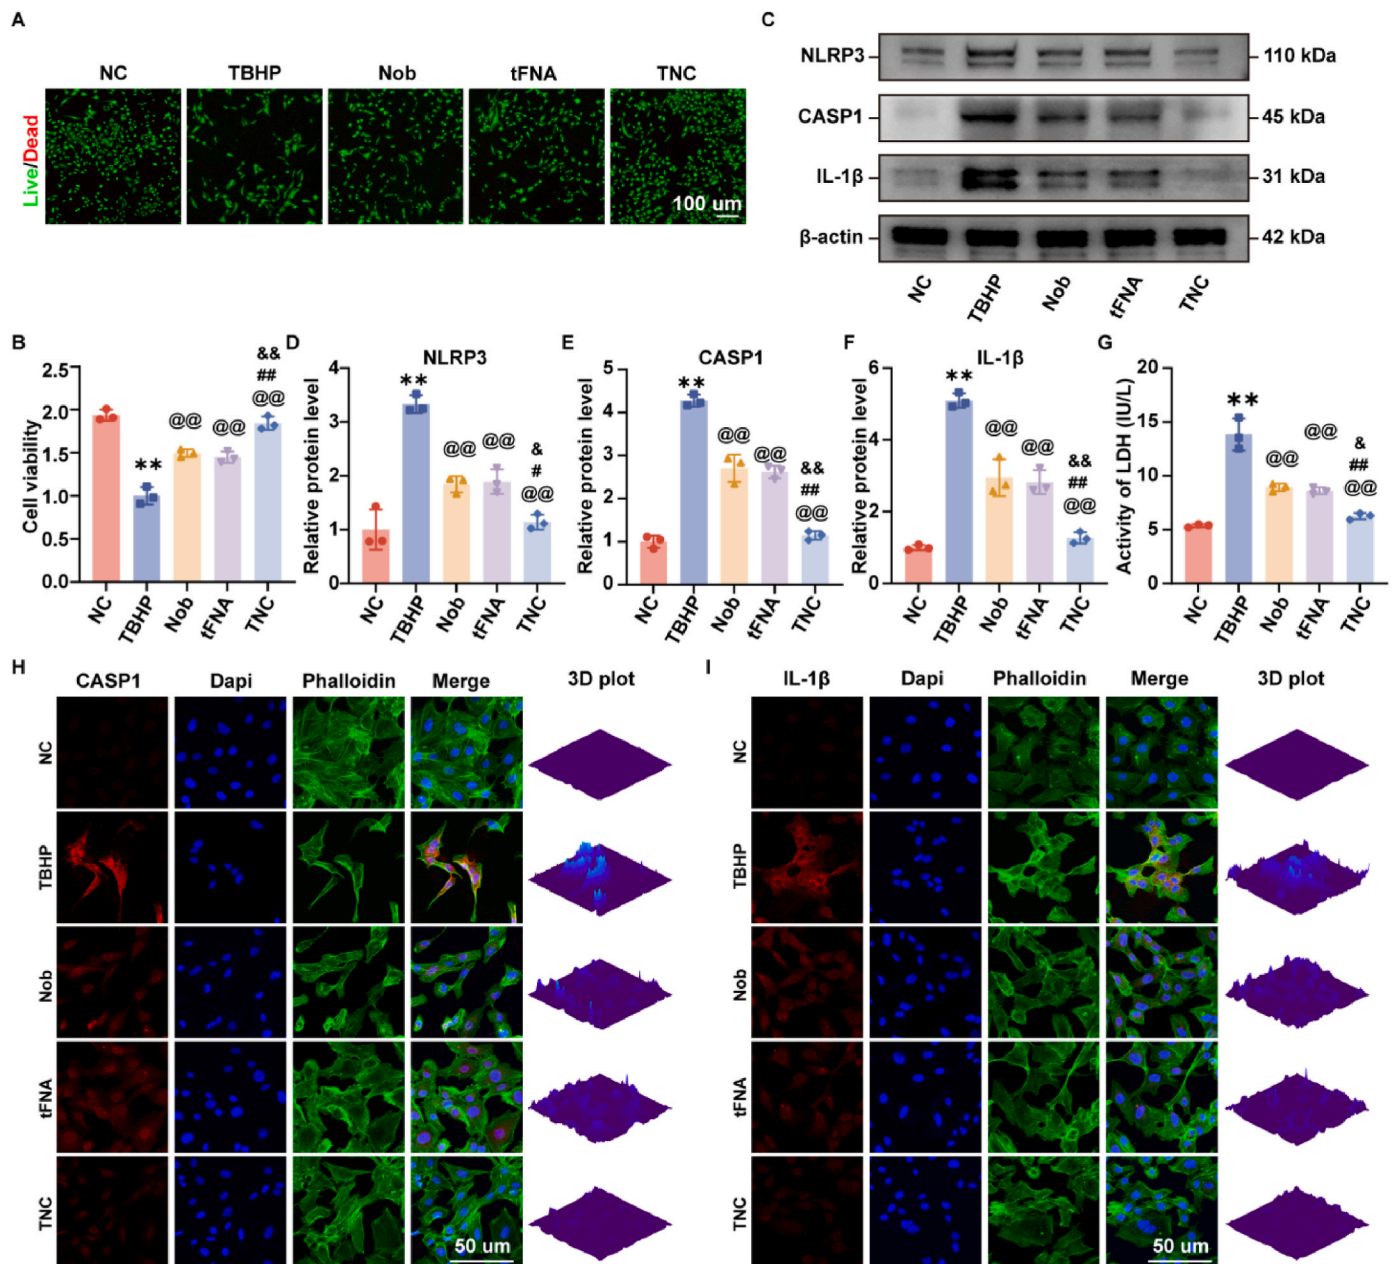 A
NC TBHP Nob tFNA TNC
Live/Dead
100 um
C
NLRP3 110 kDa
CASP1 45 kDa
IL-1β 31 kDa
β-actin 42 kDa
NC TBHP Nob tFNA TNC
B
Cell viability
2.5
2.0
1.5
1.0
0.5
0.0
**
@@
@@
&&
##
@@
NC TBHP Nob tFNA TNC
D
NLRP3
Relative protein level
4
3
2
1
0
**
@@
@@
&
#
@@
NC TBHP Nob tFNA TNC
E
CASP1
Relative protein level
5
4
3
2
1
0
**
@@
@@
&&
##
@@
NC TBHP Nob tFNA TNC
F
IL-1β
Relative protein level
6
4
2
0
**
@@
@@
&&
##
@@
NC TBHP Nob tFNA TNC
G
Activity of LDH (IU/L)
20
15
10
5
0
**
@@
@@
&
##
@@
NC TBHP Nob tFNA TNC
H
CASP1 Dapi Phalloidin Merge 3D plot
NC
TBHP
Nob
tFNA
TNC
50 um
I
IL-1β Dapi Phalloidin Merge 3D plot
NC
TBHP
Nob
tFNA
TNC
50 um